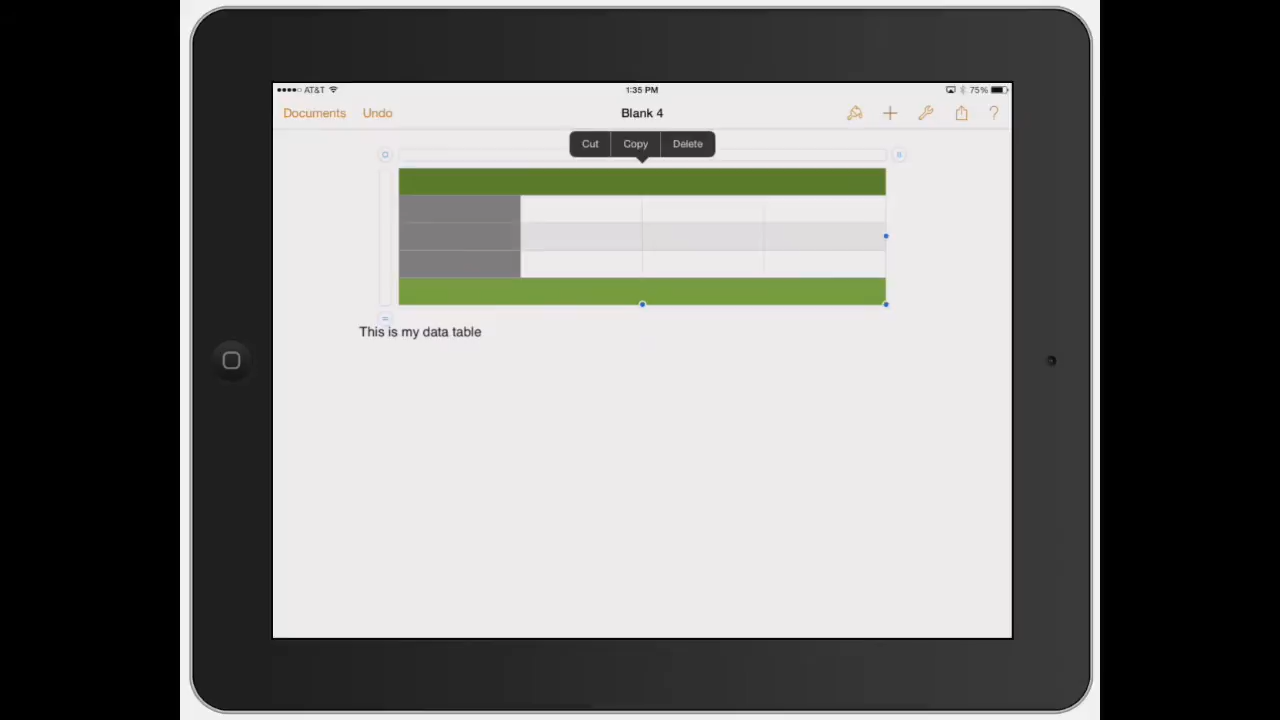 AT&T
1:35 PM
75%
Documents
Undo
Blank 4
?
Cut
Copy
Delete
This is my data table